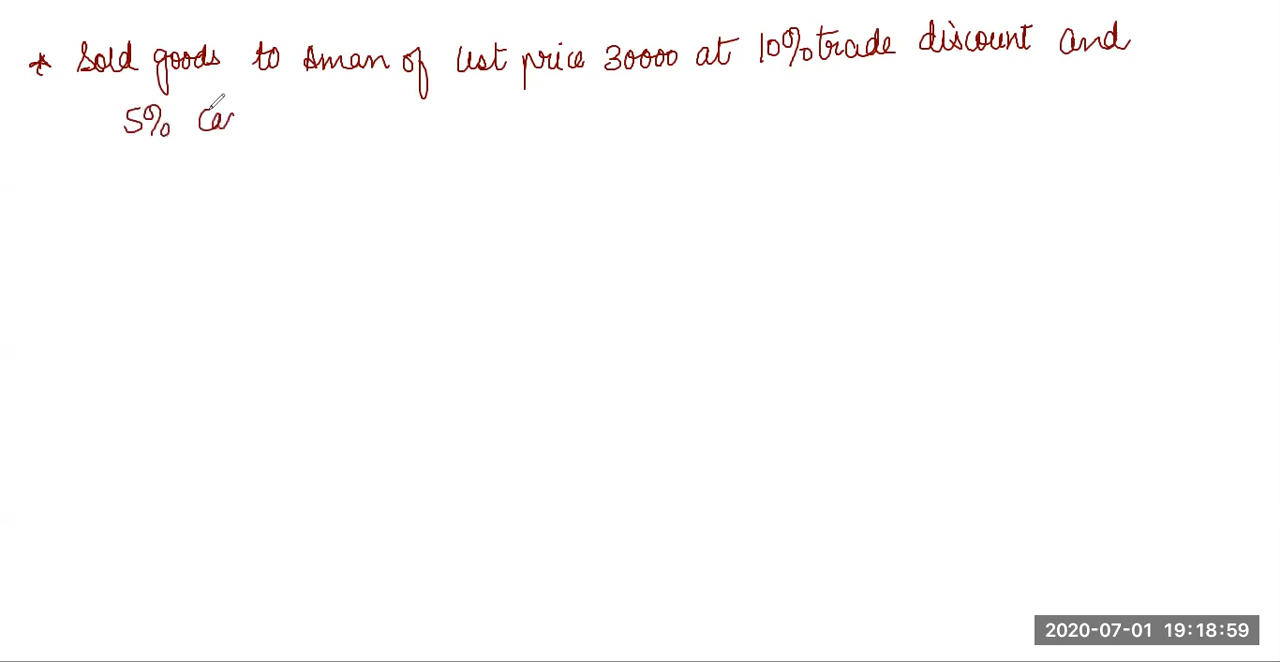 * Sold goods to Aman of list price 30000 at 10% trade discount and
5% Cas
2020-07-01 19:18:59